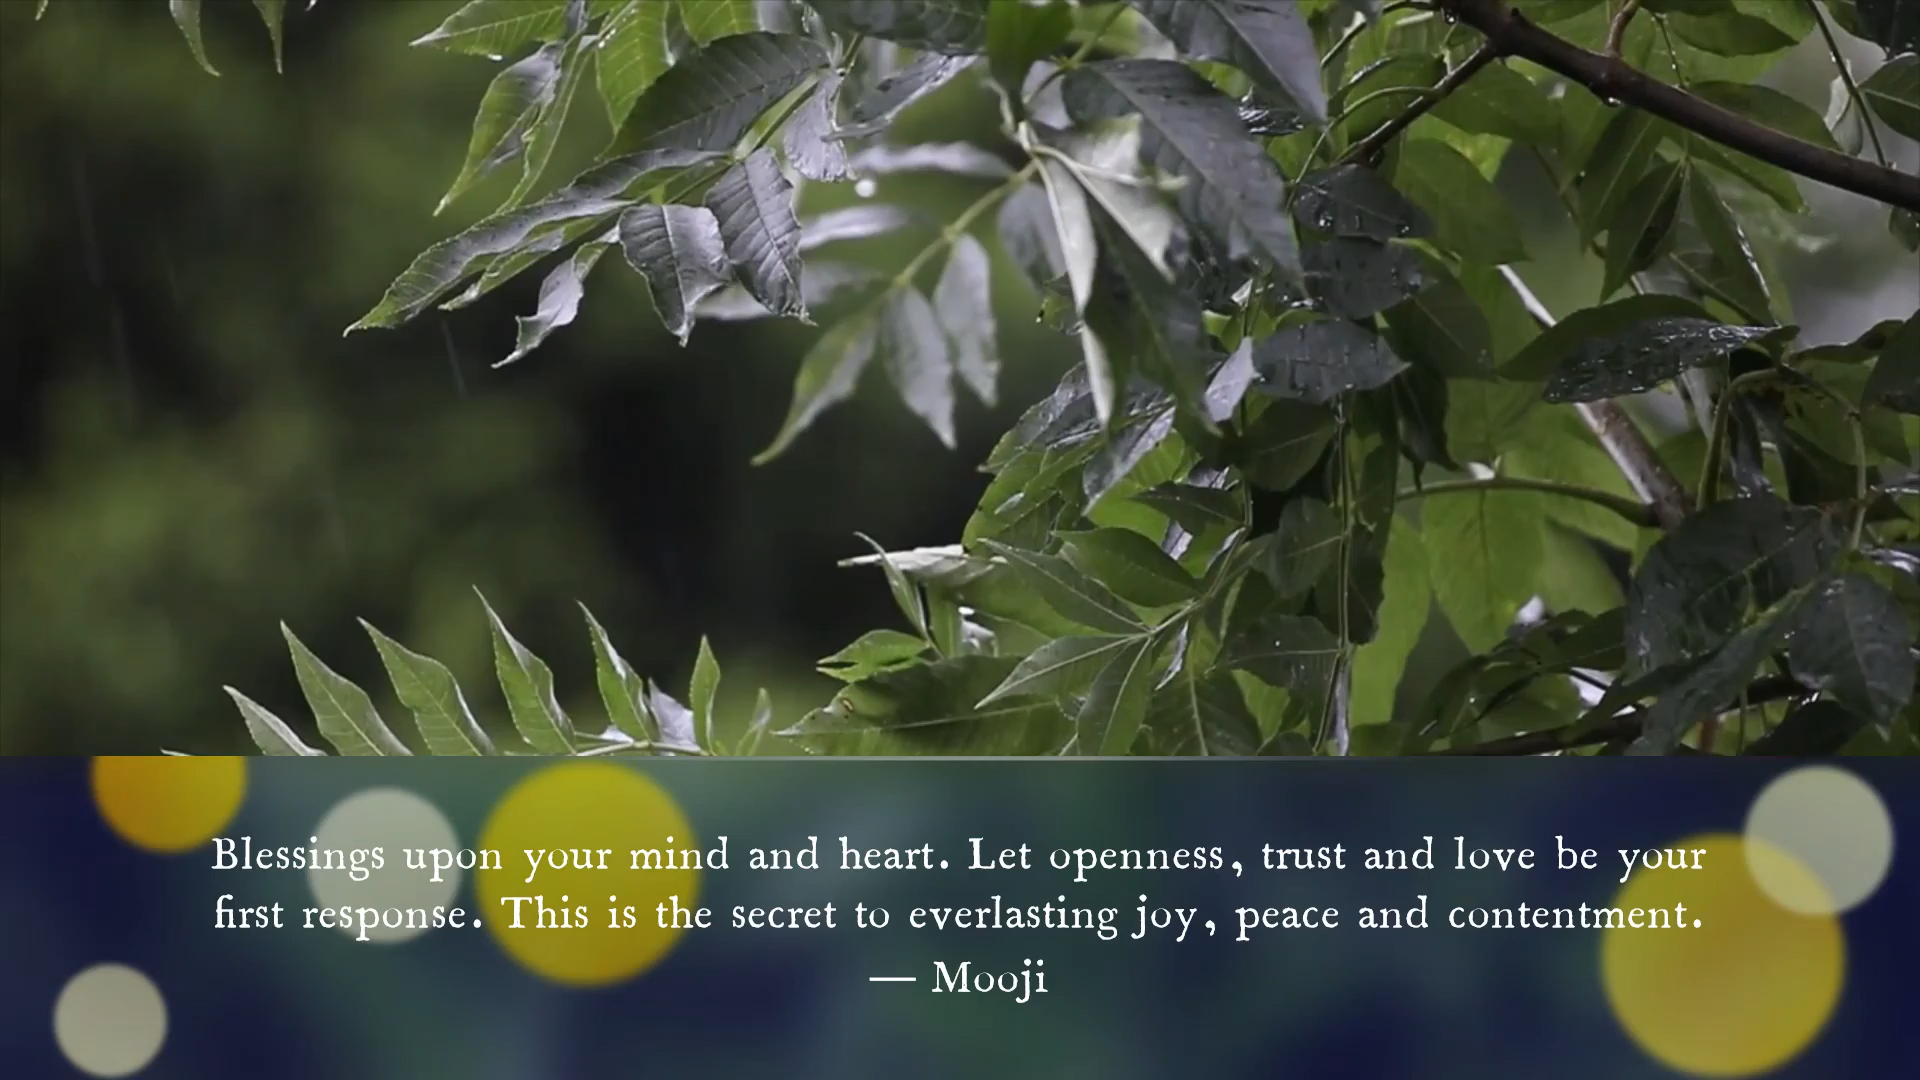 Blessings upon your mind and heart. Let openness, trust and love be your
first response. This is the secret to everlasting joy, peace and contentment.
— Mooji